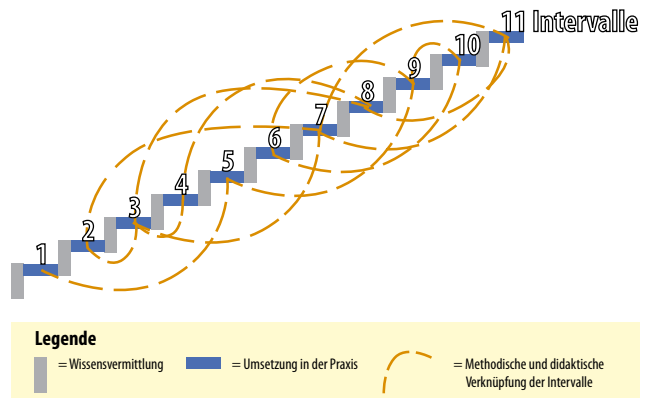 11 Intervalle
10
9
8
7
6
5
4
3
2
1
Legende
= Wissensvermittlung
= Umsetzung in der Praxis
= Methodische und didaktische
Verknüpfung der Intervalle